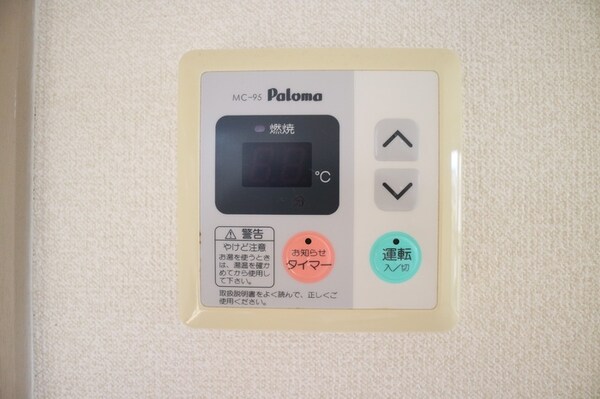 MC-95 Paloma
燃焼
℃
警告
やけど注意
お湯を使うとき
は、湯温を確か
めてから使用し
て下さい。
お知らせ
タイマー
運転
入/切
取扱説明書をよく読んで、正しくご
使用ください。